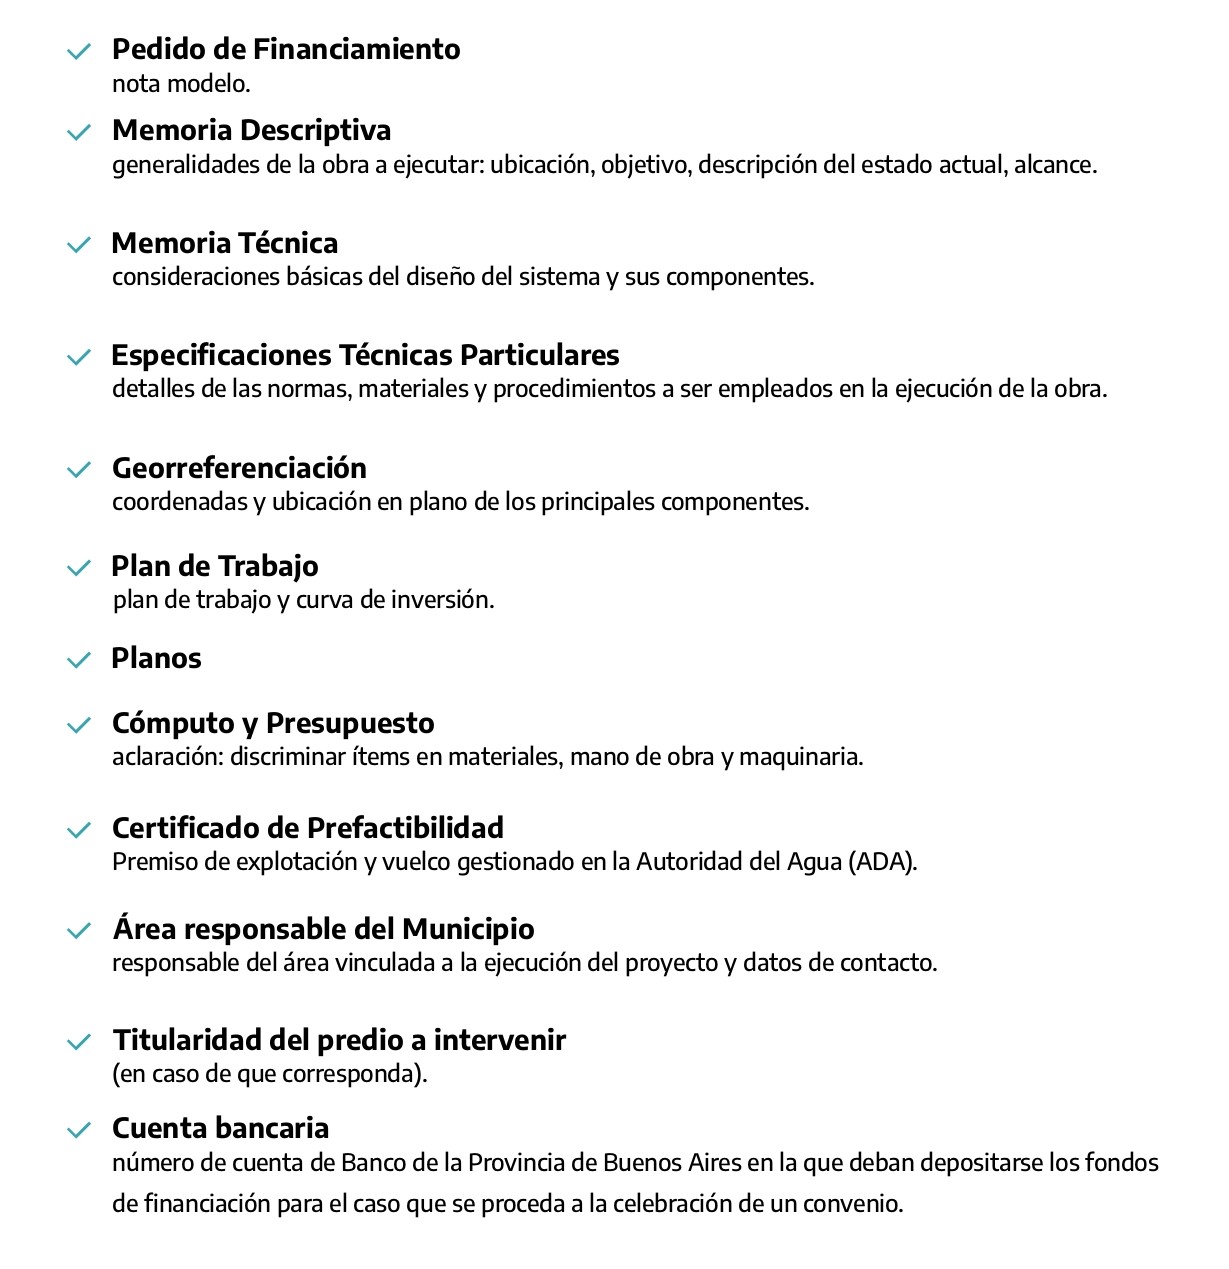 Pedido de Financiamiento
nota modelo.
Memoria Descriptiva
generalidades de la obra a ejecutar: ubicación, objetivo, descripción del estado actual, alcance.
Memoria Técnica
consideraciones básicas del diseño del sistema y sus componentes.
Especificaciones Técnicas Particulares
detalles de las normas, materiales y procedimientos a ser empleados en la ejecución de la obra.
Georreferenciación
coordenadas y ubicación en plano de los principales componentes.
Plan de Trabajo
plan de trabajo y curva de inversión.
Planos
Cómputo y Presupuesto
aclaración: discriminar ítems en materiales, mano de obra y maquinaria.
Certificado de Prefactibilidad
Premiso de explotación y vuelco gestionado en la Autoridad del Agua (ADA).
Área responsable del Municipio
responsable del área vinculada a la ejecución del proyecto y datos de contacto.
Titularidad del predio a intervenir
(en caso de que corresponda).
Cuenta bancaria
número de cuenta de Banco de la Provincia de Buenos Aires en la que deban depositarse los fondos
de financiación para el caso que se proceda a la celebración de un convenio.